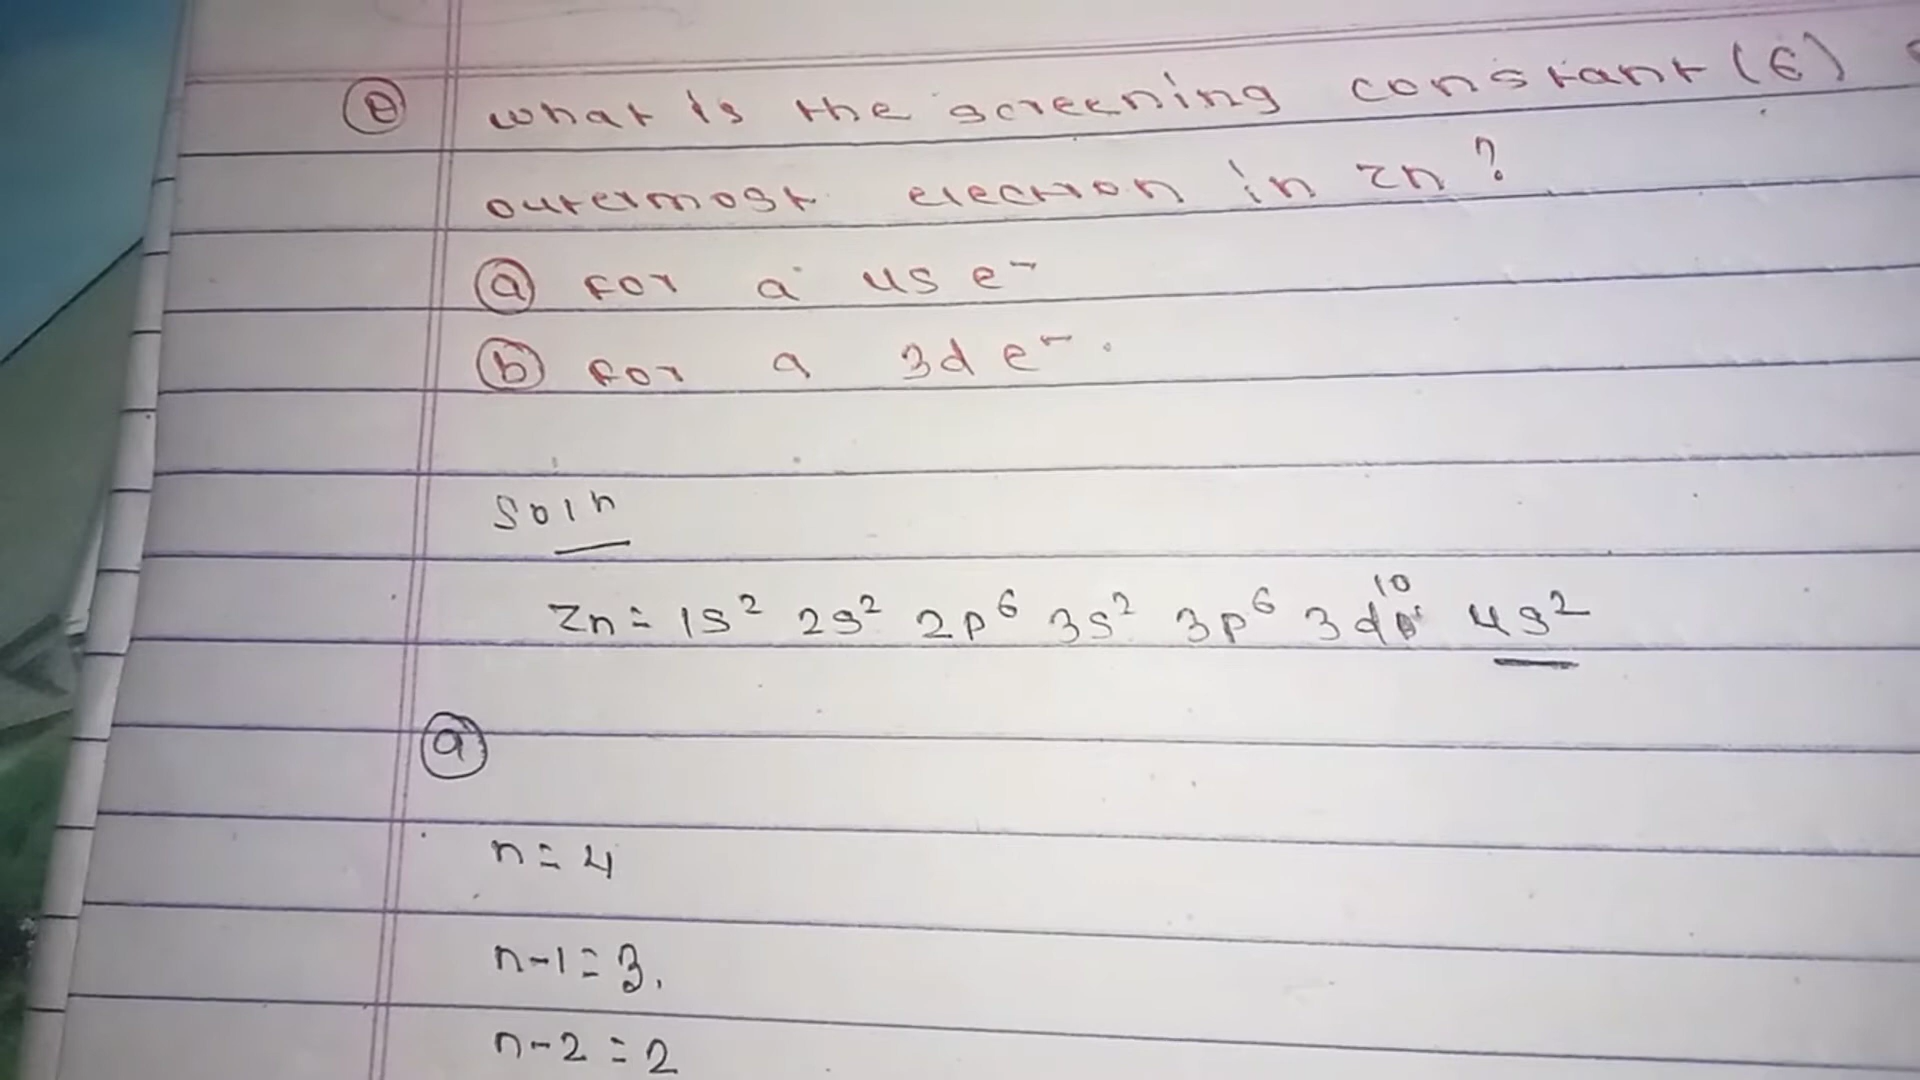 Q what is the screening constant (6)
outermost electron in zn ?
a for a 4s e-
b for a 3d e-.
Soln
Zn = 1s² 2s² 2p⁶ 3s² 3p⁶ 3d¹⁰ 4s²
a
n = 4
n-1 = 3.
n-2 = 2